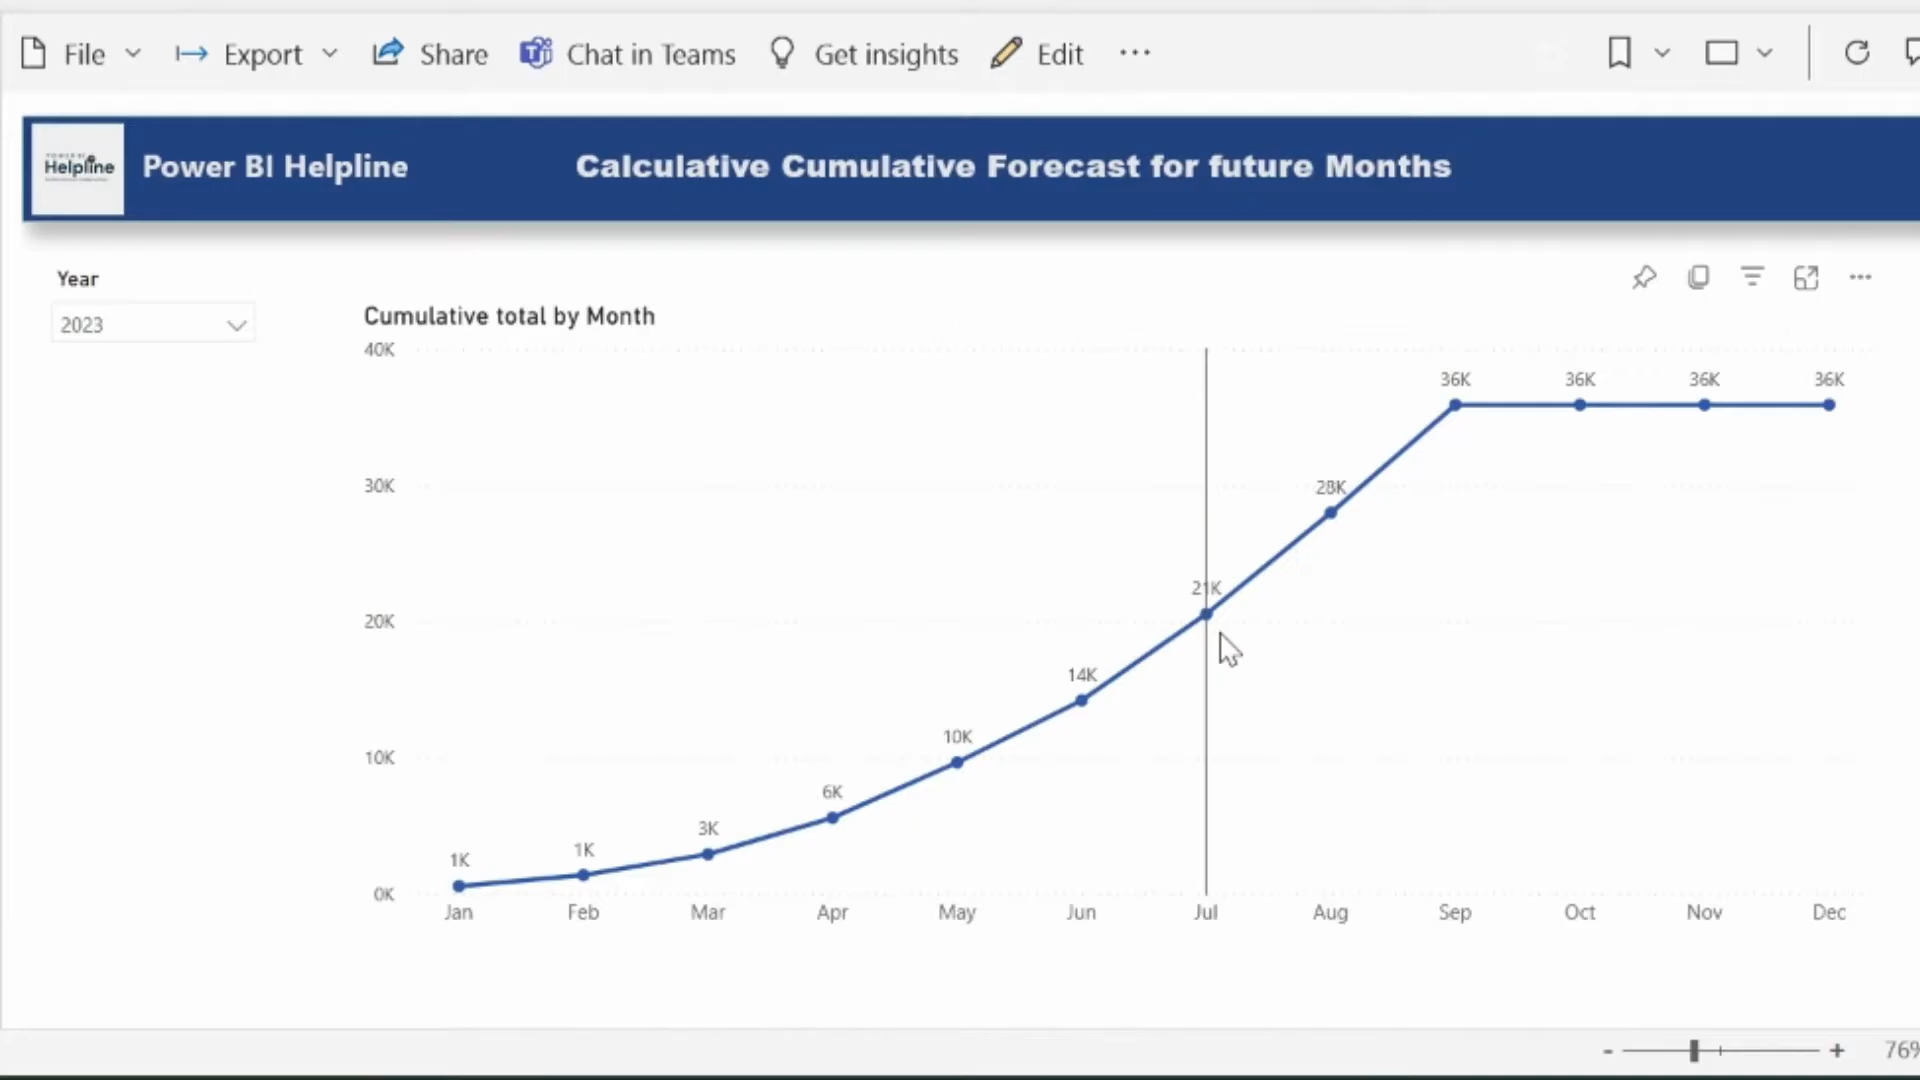 File Export Share Chat in Teams Get insights Edit
Helpline Power BI Helpline Calculative Cumulative Forecast for future Months
Year
2023
Cumulative total by Month
40K
30K
20K
10K
0K
1K 1K 3K 6K 10K 14K 21K 28K 36K 36K 36K 36K
Jan Feb Mar Apr May Jun Jul Aug Sep Oct Nov Dec
- + 76%